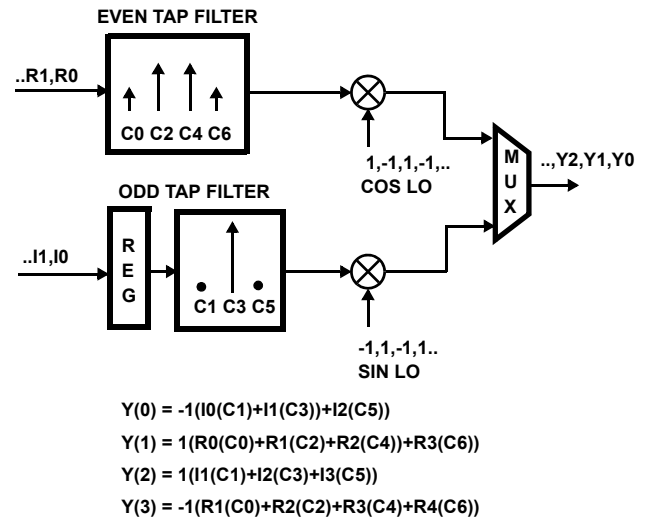 EVEN TAP FILTER
..R1,R0
C0 C2 C4 C6
1,-1,1,-1,..
COS LO
MUX
..,Y2,Y1,Y0
ODD TAP FILTER
..I1,I0
REG
C1 C3 C5
-1,1,-1,1..
SIN LO
Y(0) = -1(I0(C1)+I1(C3))+I2(C5))
Y(1) = 1(R0(C0)+R1(C2)+R2(C4))+R3(C6))
Y(2) = 1(I1(C1)+I2(C3)+I3(C5))
Y(3) = -1(R1(C0)+R2(C2)+R3(C4)+R4(C6))